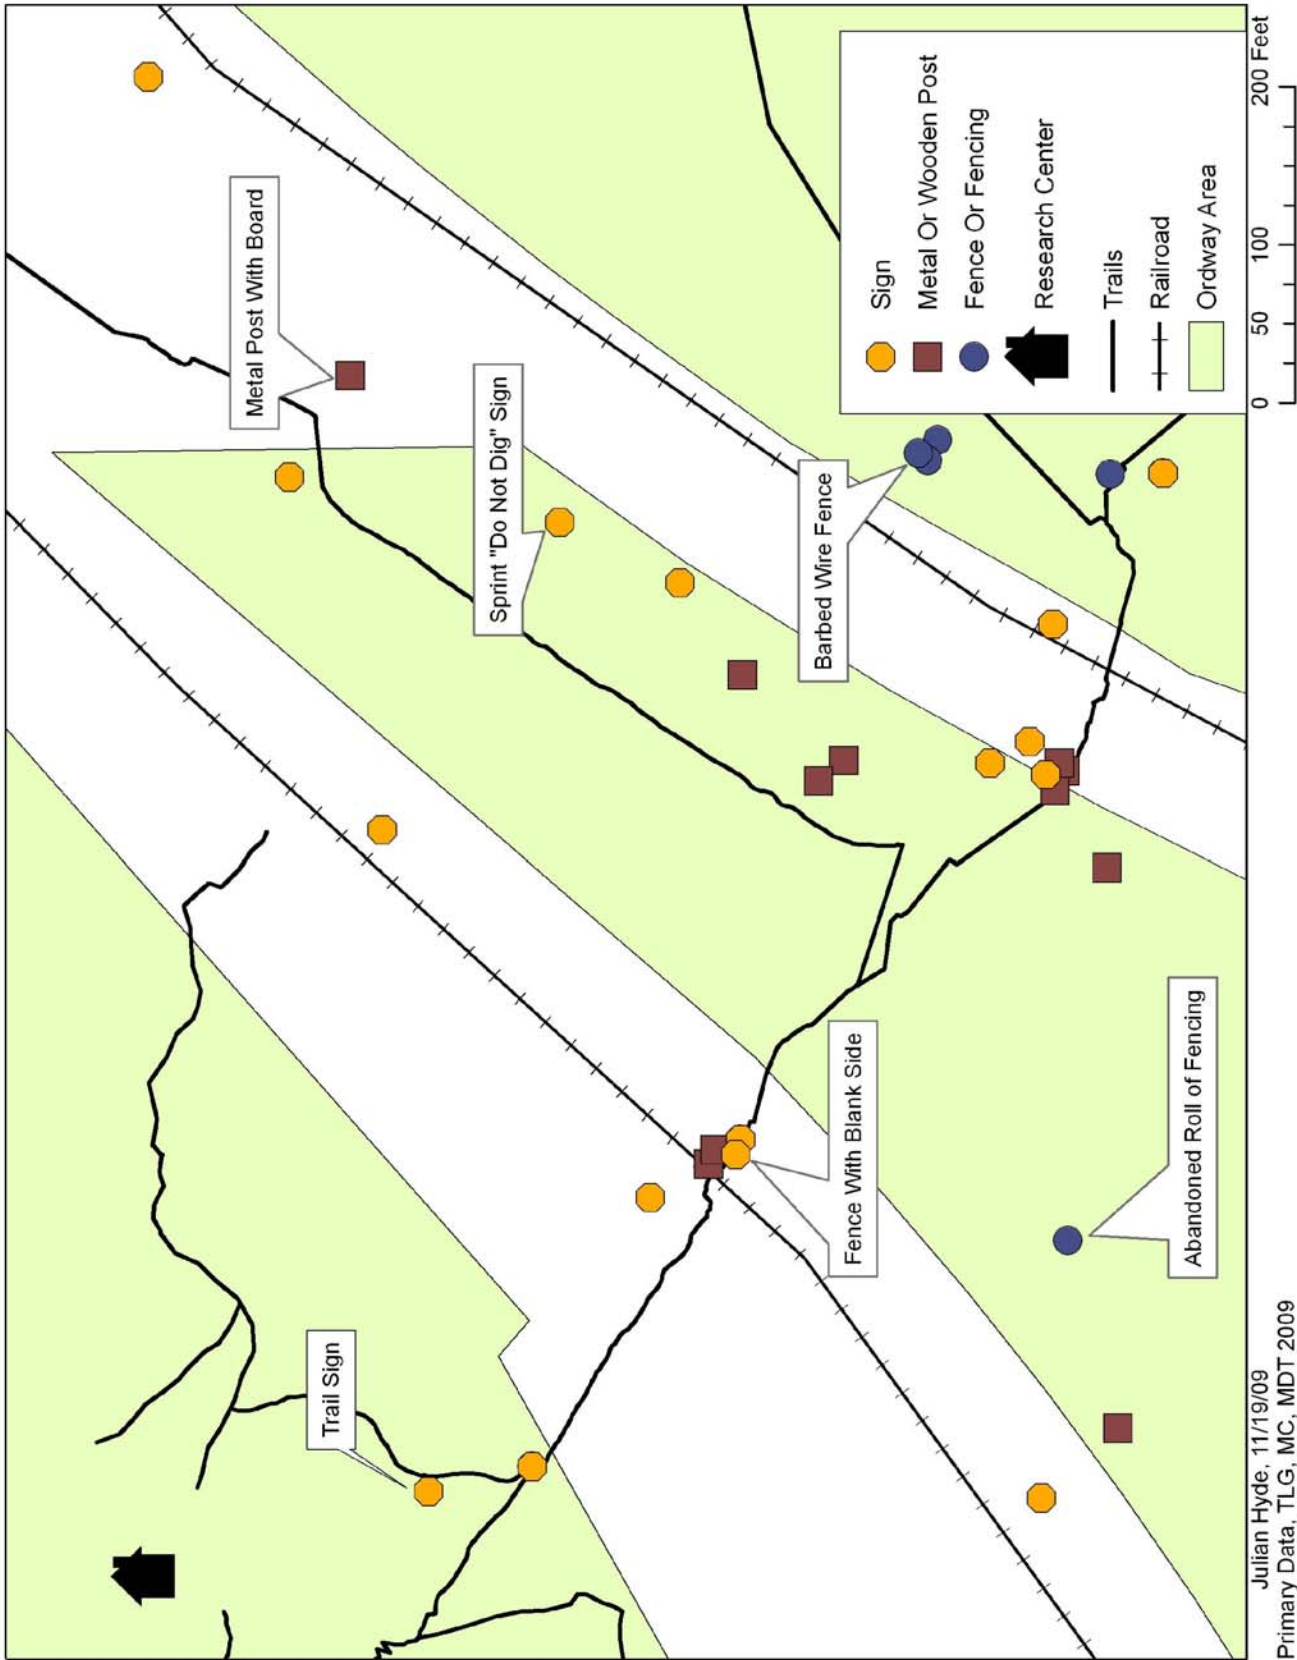 Trail Sign
Metal Post With Board
Sprint "Do Not Dig" Sign
Fence With Blank Side
Barbed Wire Fence
Abandoned Roll of Fencing
Sign
Metal Or Wooden Post
Fence Or Fencing
Research Center
Trails
Railroad
Ordway Area
Julian Hyde, 11/19/09
Primary Data, TLG, MC, MDT 2009
0 50 100 200 Feet